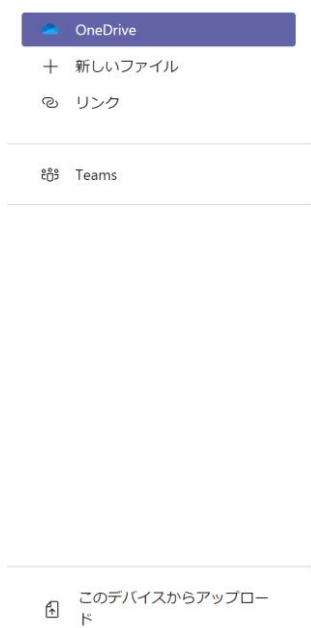 OneDrive
新しいファイル
リンク
Teams
このデバイスからアップロー
ド